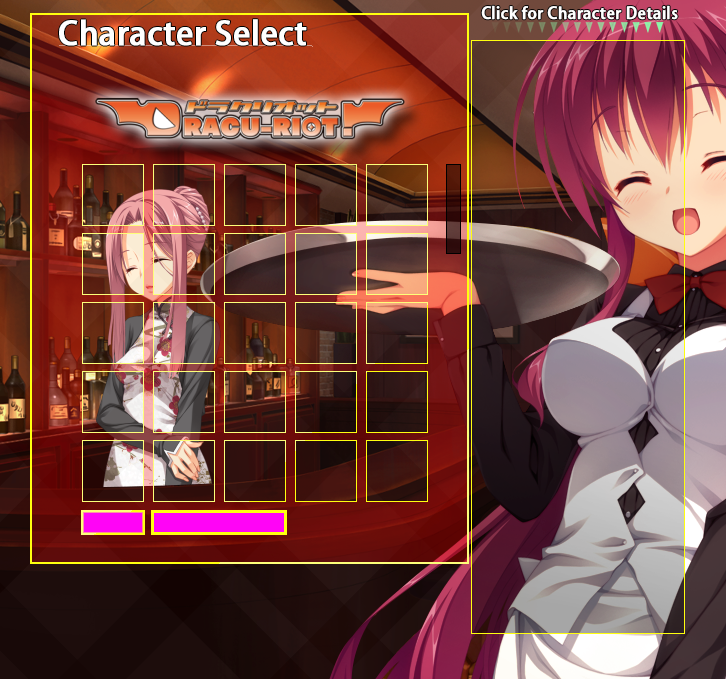 Character Select
Click for Character Details
ドラクリオット
DRACU-RIOT!